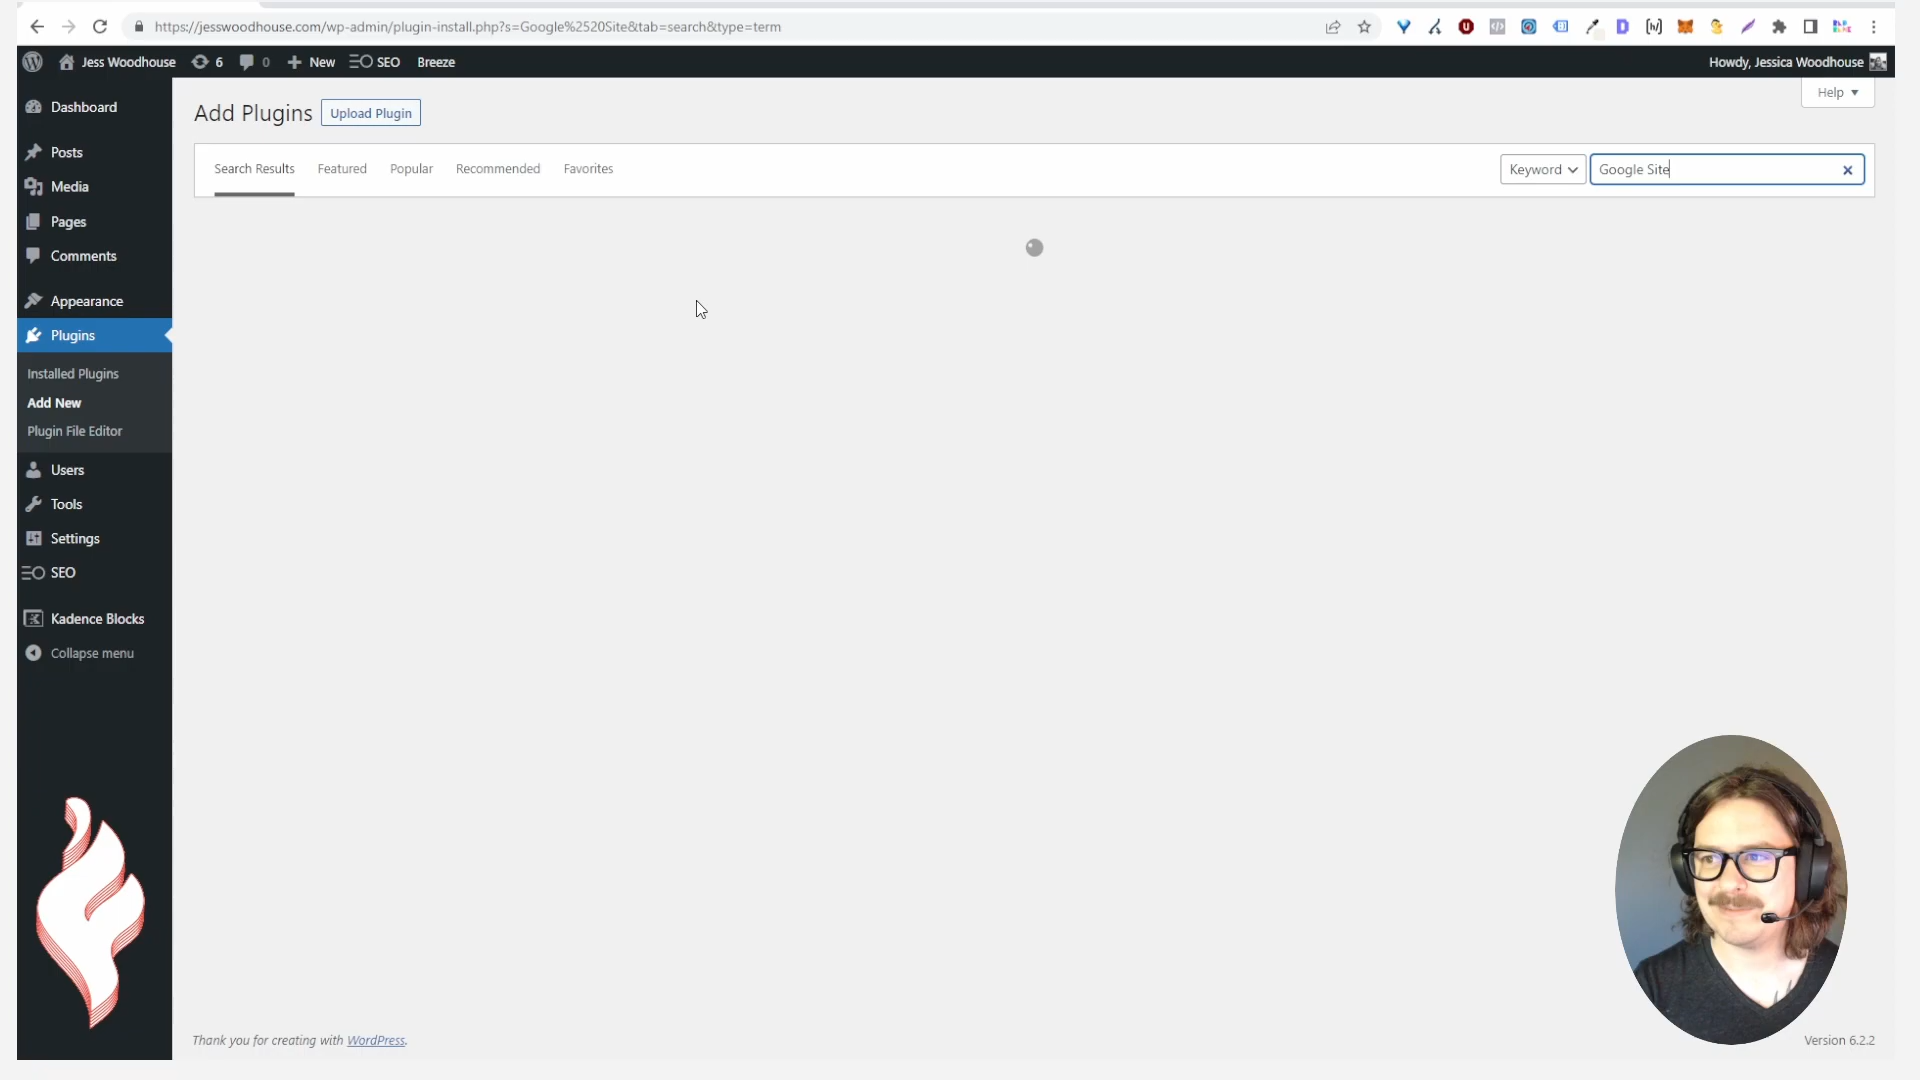 https://jesswoodhouse.com/wp-admin/plugin-install.php?s=Google%2520Site&tab=search&type=term
Jess Woodhouse 6 0 New SEO Breeze Howdy, Jessica Woodhouse
Help
Add Plugins Upload Plugin
Search Results Featured Popular Recommended Favorites Keyword Google Site
Dashboard
Posts
Media
Pages
Comments
Appearance
Plugins
Installed Plugins
Add New
Plugin File Editor
Users
Tools
Settings
SEO
Kadence Blocks
Collapse menu
Thank you for creating with WordPress. Version 6.2.2